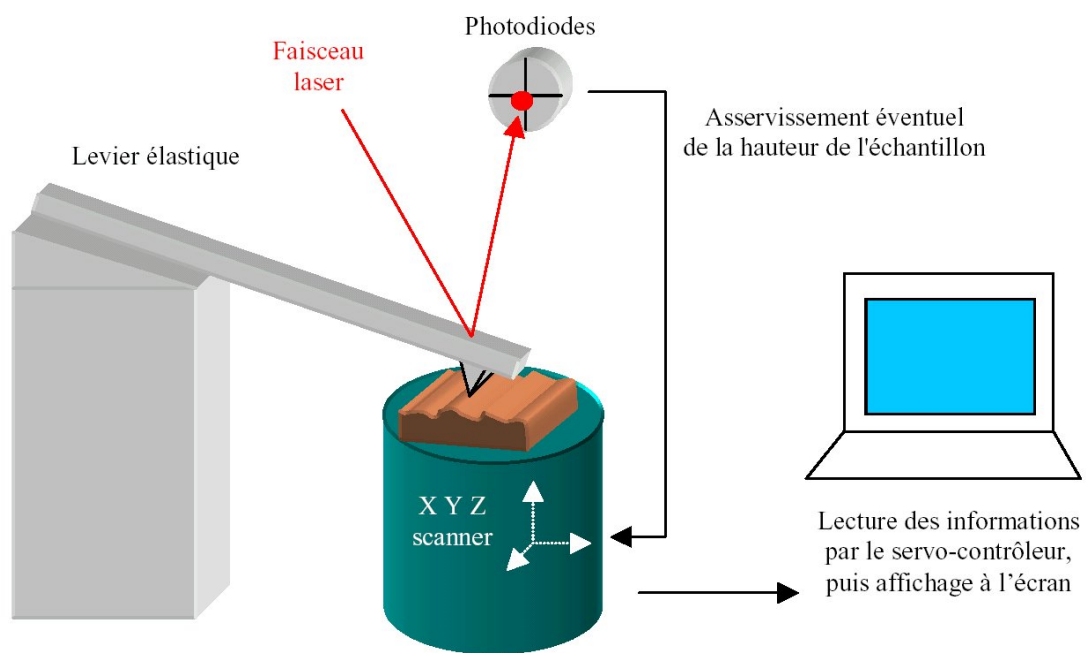 Photodiodes
Faisceau
laser
Asservissement éventuel
de la hauteur de l'échantillon
Levier élastique
X Y Z
scanner
Lecture des informations
par le servo-contrôleur,
puis affichage à l’écran